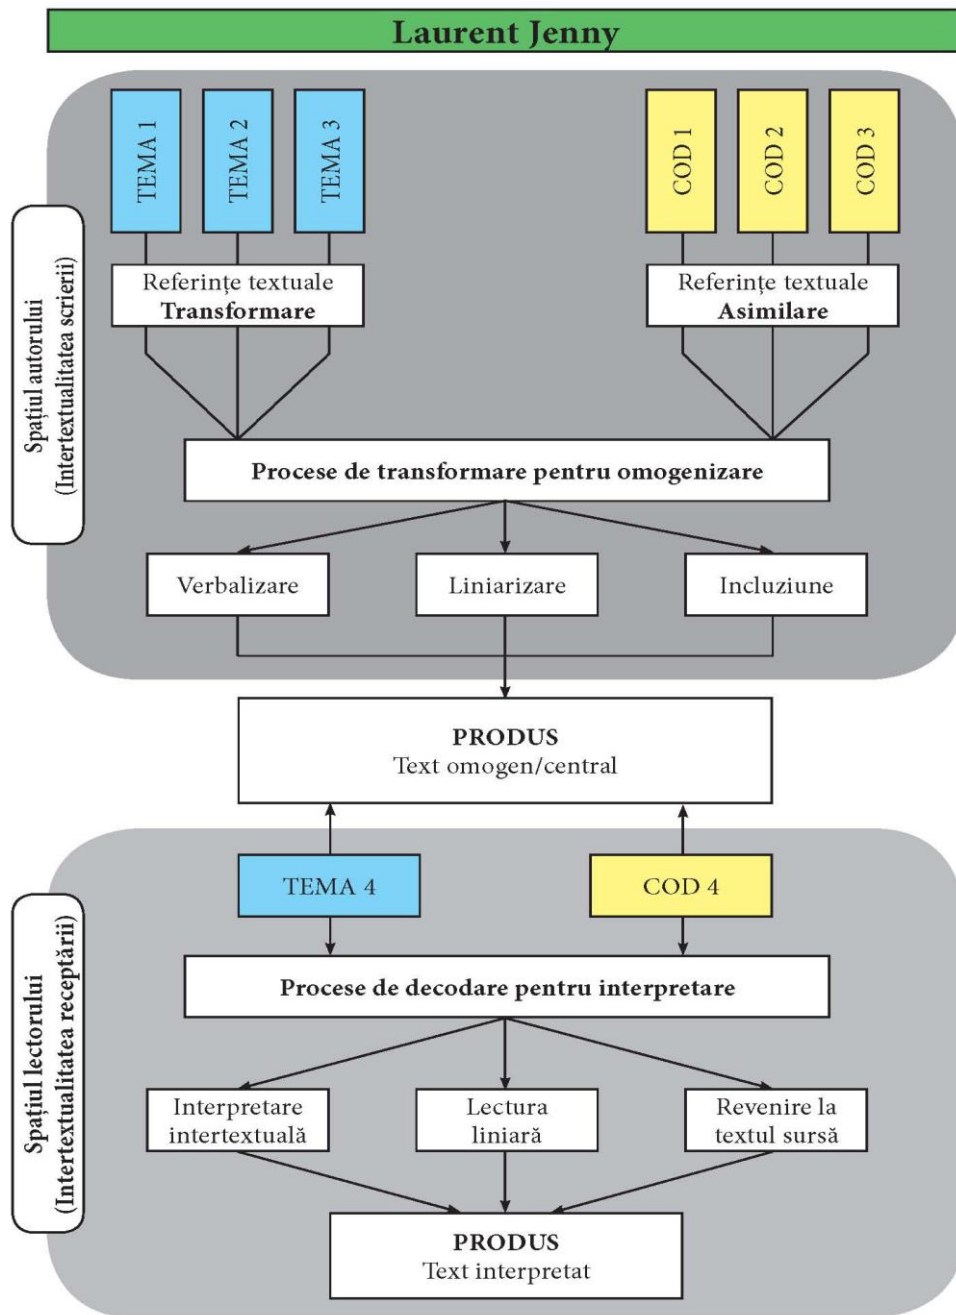 Laurent Jenny
Spațiul autorului
(Intertextualitatea scrierii)
TEMA 1
TEMA 2
TEMA 3
COD 1
COD 2
COD 3
Referințe textuale
Transformare
Referințe textuale
Asimilare
Procese de transformare pentru omogenizare
Verbalizare
Liniarizare
Incluziune
PRODUS
Text omogen/central
Spațiul lectorului
(Intertextualitatea receptării)
TEMA 4
COD 4
Procese de decodare pentru interpretare
Interpretare
intertextuală
Lectura
liniară
Revenire la
textul sursă
PRODUS
Text interpretat